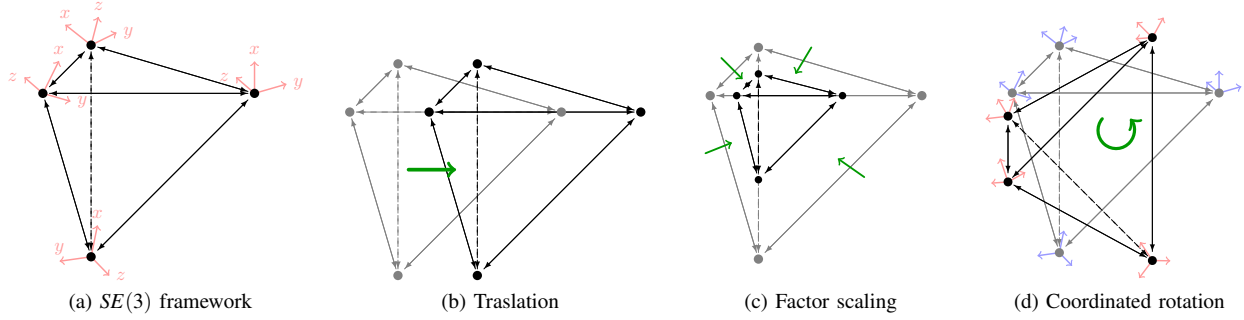 x
z
y
x
z
y
x
z
y
x
y
z
(a) SE(3) framework
(b) Traslation
(c) Factor scaling
(d) Coordinated rotation